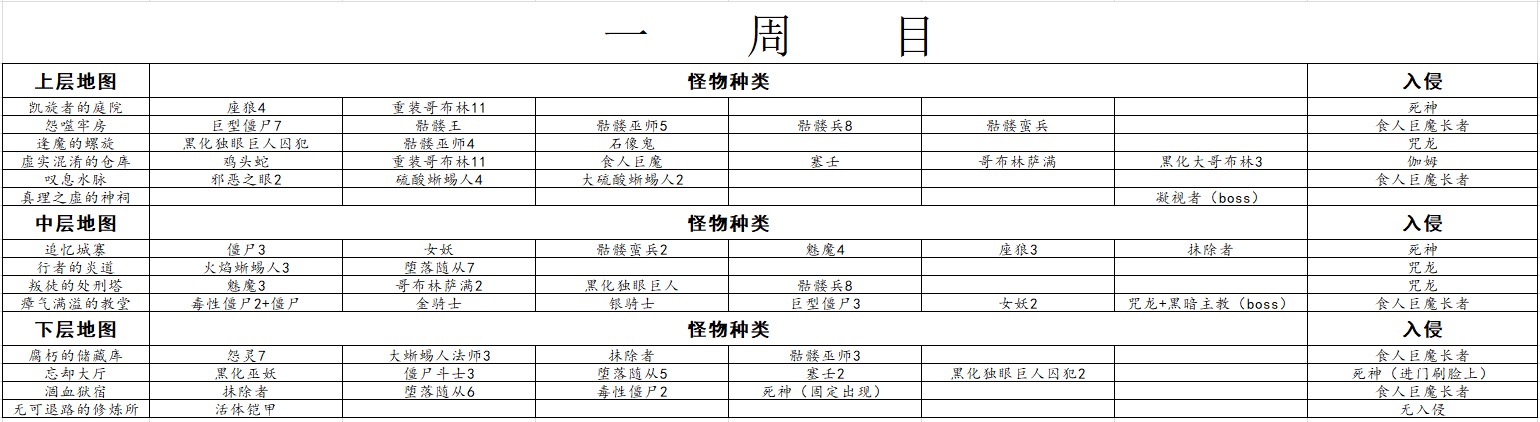 一 周 目
上层地图 怪物种类 入侵
凯旋者的庭院 座狼4 重装哥布林11 死神
怨噬牢房 巨型僵尸7 骷髅王 骷髅巫师5 骷髅兵8 骷髅蛮兵 食人巨魔长者
逢魔的螺旋 黑化独眼巨人囚犯 骷髅巫师4 石像鬼 咒龙
虚实混淆的仓库 鸡头蛇 重装哥布林11 食人巨魔 塞壬 哥布林萨满 黑化大哥布林3 伽姆
叹息水脉 邪恶之眼2 硫酸蜥蜴人4 大硫酸蜥蜴人2 食人巨魔长者
真理之虚的神祠 凝视者（boss）
中层地图 怪物种类 入侵
追忆城寨 僵尸3 女妖 骷髅蛮兵2 魅魔4 座狼3 抹除者 死神
行者的炎道 火焰蜥蜴人3 堕落随从7 咒龙
叛徒的处刑塔 魅魔3 哥布林萨满2 黑化独眼巨人 骷髅兵8 咒龙
瘴气满溢的教堂 毒性僵尸2+僵尸 金骑士 银骑士 巨型僵尸3 女妖2 咒龙+黑暗主教（boss） 食人巨魔长者
下层地图 怪物种类 入侵
腐朽的储藏库 怨灵7 大蜥蜴人法师3 抹除者 骷髅巫师3 食人巨魔长者
忘却大厅 黑化巫妖 僵尸斗士3 堕落随从5 塞壬2 黑化独眼巨人囚犯2 死神（进门刷脸上）
涸血狱宿 抹除者 堕落随从6 毒性僵尸2 死神（固定出现） 食人巨魔长者
无可退路的修炼所 活体铠甲 无入侵